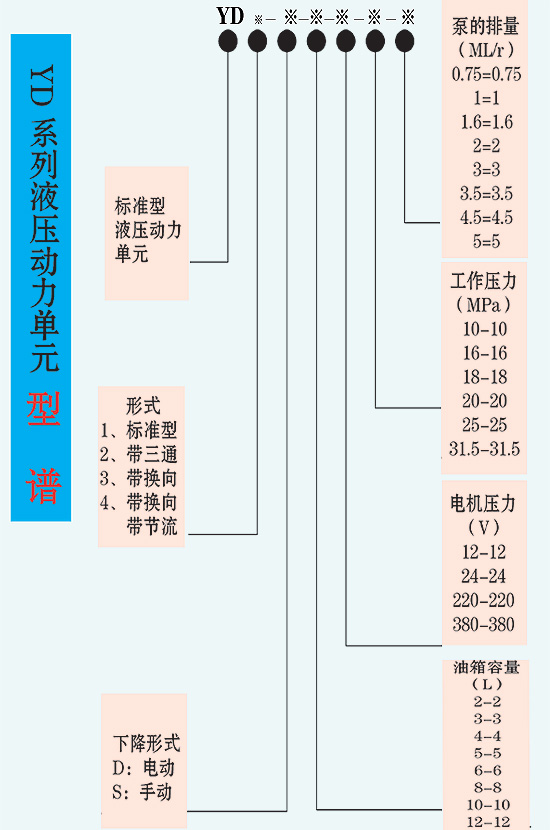 YD※-※-※-※-※-※
YD系列液压动力单元型谱
标准型
液压动力
单元
形式
1、标准型
2、带三通
3、带换向
4、带换向
带节流
下降形式
D：电动
S：手动
泵的排量
（ML/r）
0.75=0.75
1=1
1.6=1.6
2=2
3=3
3.5=3.5
4.5=4.5
5=5
工作压力
（MPa）
10-10
16-16
18-18
20-20
25-25
31.5-31.5
电机压力
（V）
12-12
24-24
220-220
380-380
油箱容量
（L）
2-2
3-3
4-4
5-5
6-6
8-8
10-10
12-12